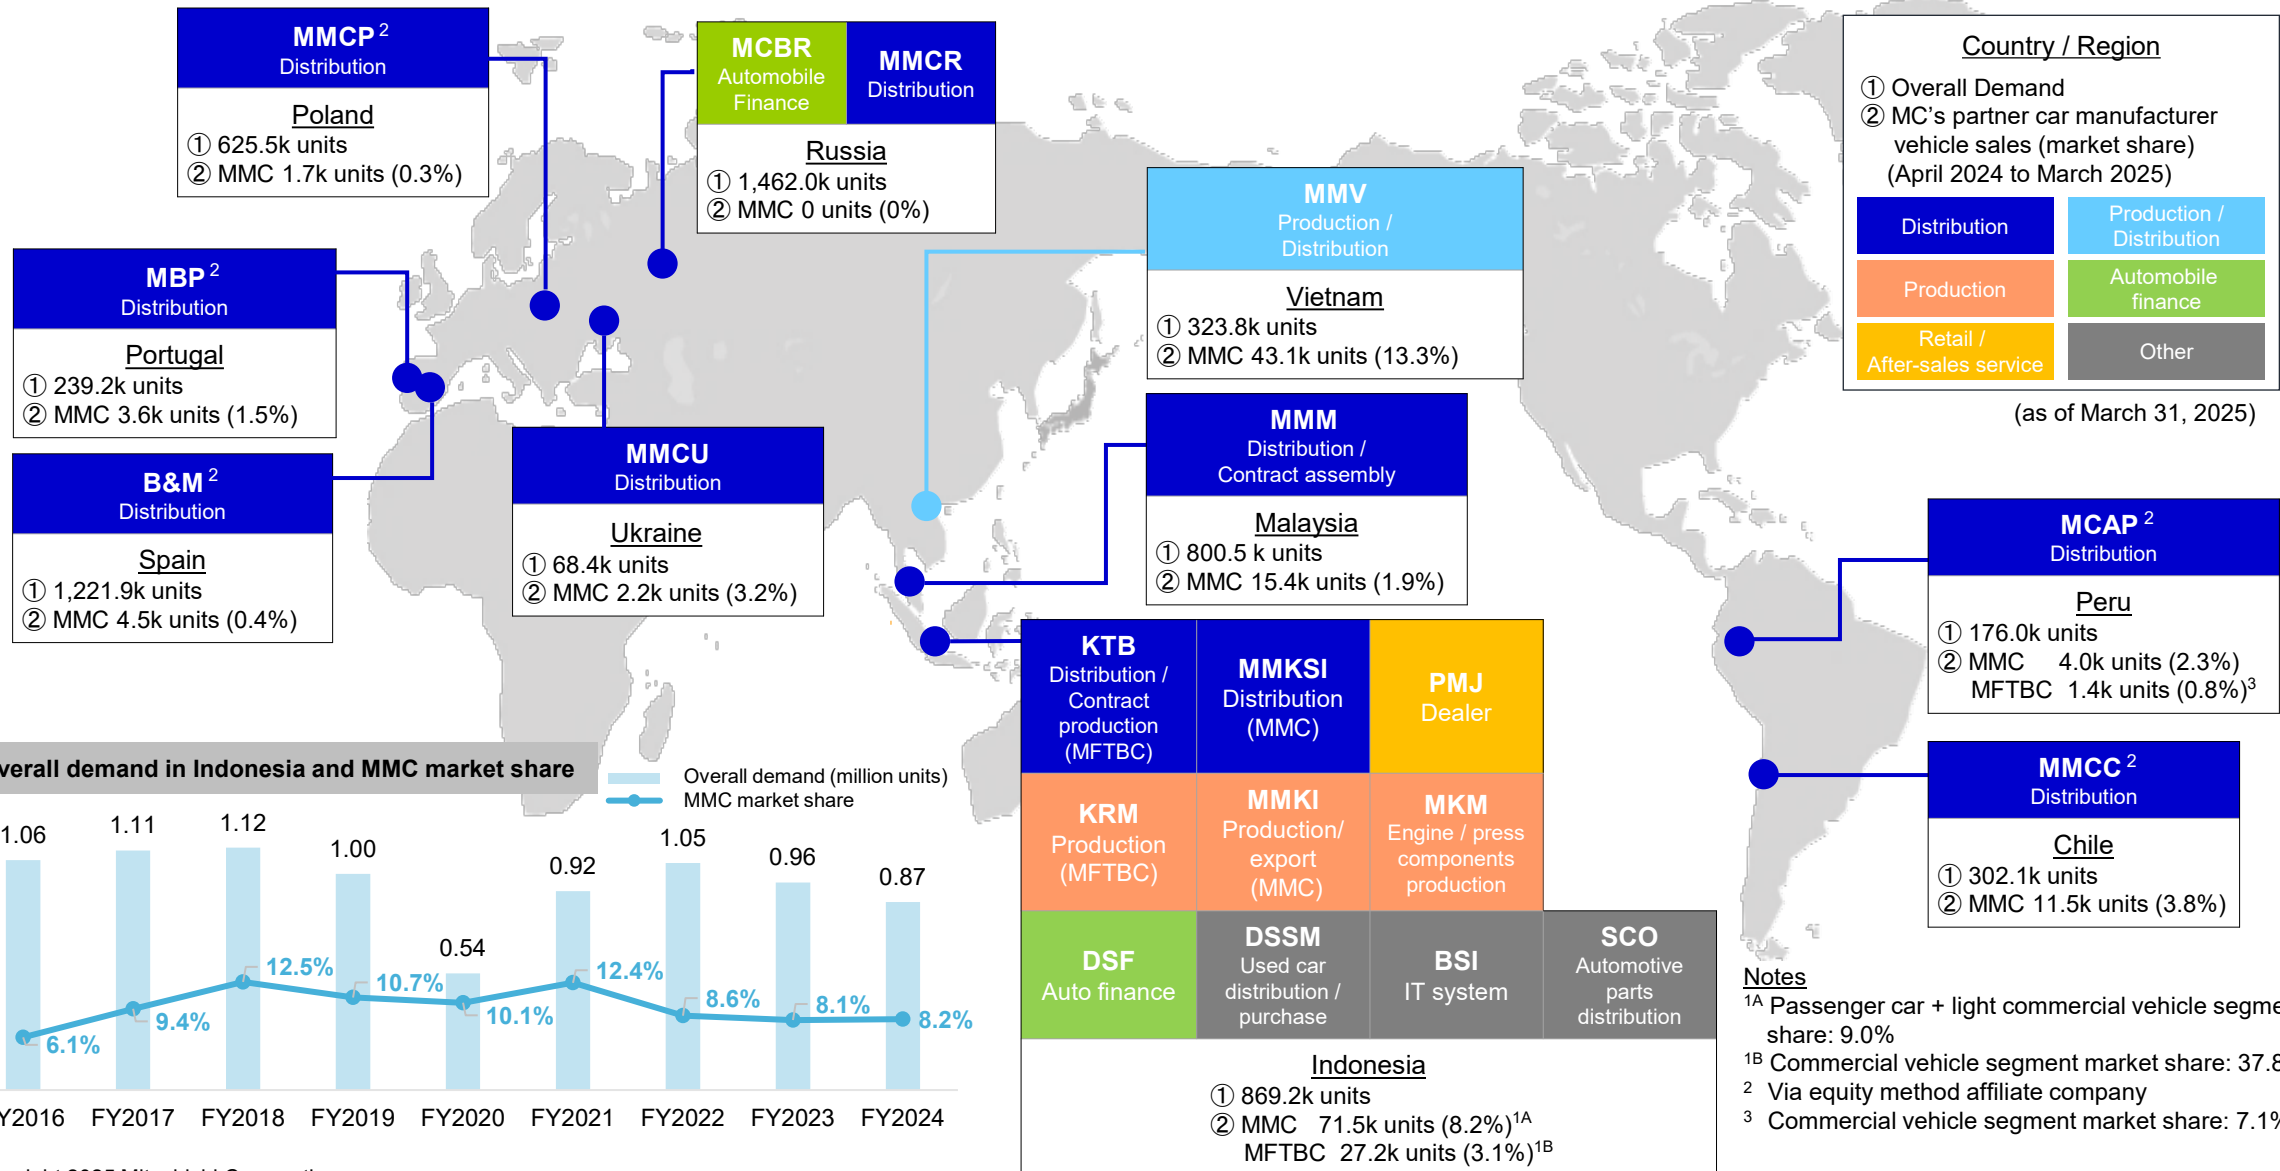 MMCP 2
Distribution
Poland
① 625.5k units
② MMC 1.7k units (0.3%)
MCBR
Automobile
Finance
MMCR
Distribution
Russia
① 1,462.0k units
② MMC 0 units (0%)
MBP 2
Distribution
Portugal
① 239.2k units
② MMC 3.6k units (1.5%)
B&M 2
Distribution
Spain
① 1,221.9k units
② MMC 4.5k units (0.4%)
MMCU
Distribution
Ukraine
① 68.4k units
② MMC 2.2k units (3.2%)
MMV
Production /
Distribution
Vietnam
① 323.8k units
② MMC 43.1k units (13.3%)
MMM
Distribution /
Contract assembly
Malaysia
① 800.5 k units
② MMC 15.4k units (1.9%)
Country / Region
① Overall Demand
② MC's partner car manufacturer
vehicle sales (market share)
(April 2024 to March 2025)
Distribution
Production /
Distribution
Production
Automobile
finance
Retail /
After-sales service
Other
(as of March 31, 2025)
MCAP 2
Distribution
Peru
① 176.0k units
② MMC 4.0k units (2.3%)
MFTBC 1.4k units (0.8%)3
MMCC 2
Distribution
Chile
① 302.1k units
② MMC 11.5k units (3.8%)
KTB
Distribution /
Contract
production
(MFTBC)
MMKSI
Distribution
(MMC)
PMJ
Dealer
KRM
Production
(MFTBC)
MMKI
Production/
export
(MMC)
MKM
Engine / press
components
production
DSF
Auto finance
DSSM
Used car
distribution /
purchase
BSI
IT system
SCO
Automotive
parts
distribution
Indonesia
① 869.2k units
② MMC 71.5k units (8.2%)1A
MFTBC 27.2k units (3.1%)1B
verall demand in Indonesia and MMC market share
Overall demand (million units)
MMC market share
1.06
1.11
1.12
1.00
0.54
0.92
1.05
0.96
0.87
6.1%
9.4%
12.5%
10.7%
10.1%
12.4%
8.6%
8.1%
8.2%
Y2016 FY2017 FY2018 FY2019 FY2020 FY2021 FY2022 FY2023 FY2024
Notes
1A Passenger car + light commercial vehicle segme
share: 9.0%
1B Commercial vehicle segment market share: 37.8
2 Via equity method affiliate company
3 Commercial vehicle segment market share: 7.1%